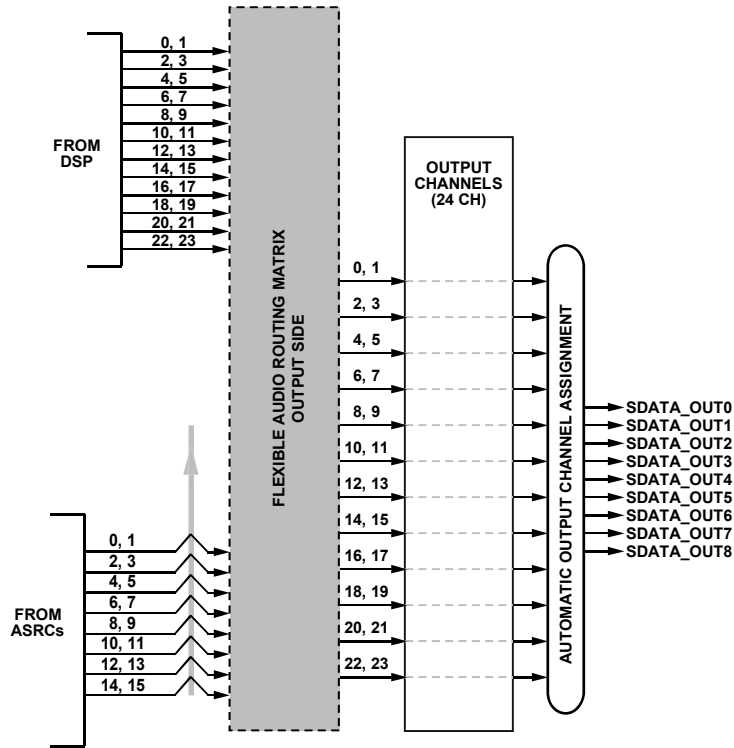 FROM
DSP
0, 1
2, 3
4, 5
6, 7
8, 9
10, 11
12, 13
14, 15
16, 17
18, 19
20, 21
22, 23
FROM
ASRCs
0, 1
2, 3
4, 5
6, 7
8, 9
10, 11
12, 13
14, 15
FLEXIBLE AUDIO ROUTING MATRIX
OUTPUT SIDE
0, 1
2, 3
4, 5
6, 7
8, 9
10, 11
12, 13
14, 15
16, 17
18, 19
20, 21
22, 23
OUTPUT
CHANNELS
(24 CH)
AUTOMATIC OUTPUT CHANNEL ASSIGNMENT
SDATA_OUT0
SDATA_OUT1
SDATA_OUT2
SDATA_OUT3
SDATA_OUT4
SDATA_OUT5
SDATA_OUT6
SDATA_OUT7
SDATA_OUT8